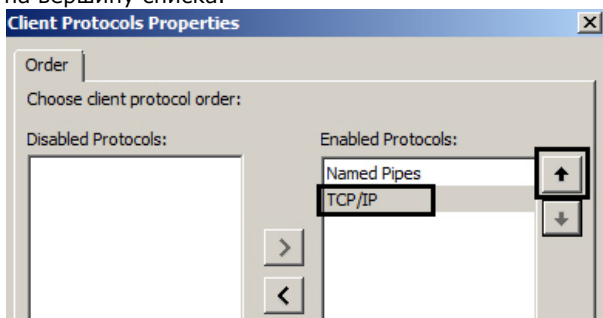 на вершину списка.
Client Protocols Properties
Order
Choose client protocol order:
Disabled Protocols:
Enabled Protocols:
Named Pipes
TCP/IP